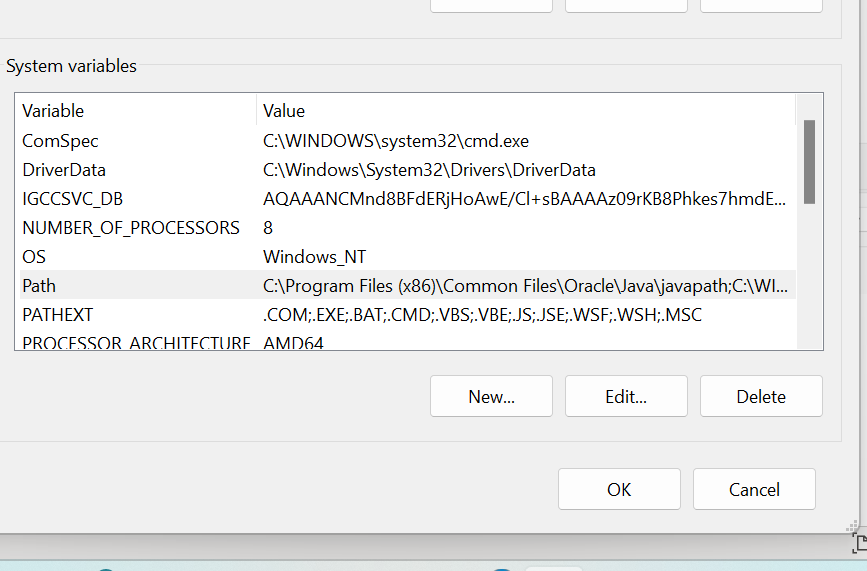 System variables
Variable Value
ComSpec C:\WINDOWS\system32\cmd.exe
DriverData C:\Windows\System32\Drivers\DriverData
IGCCSVC_DB AQAAANCMnd8BFdERjHoAwE/Cl+sBAAAAz09rKB8Phkes7hmdE...
NUMBER_OF_PROCESSORS 8
OS Windows_NT
Path C:\Program Files (x86)\Common Files\Oracle\Java\javapath;C:\WI...
PATHEXT .COM;.EXE;.BAT;.CMD;.VBS;.VBE;.JS;.JSE;.WSF;.WSH;.MSC
PROCESSOR_ARCHITECTURE AMD64
New... Edit... Delete
OK Cancel